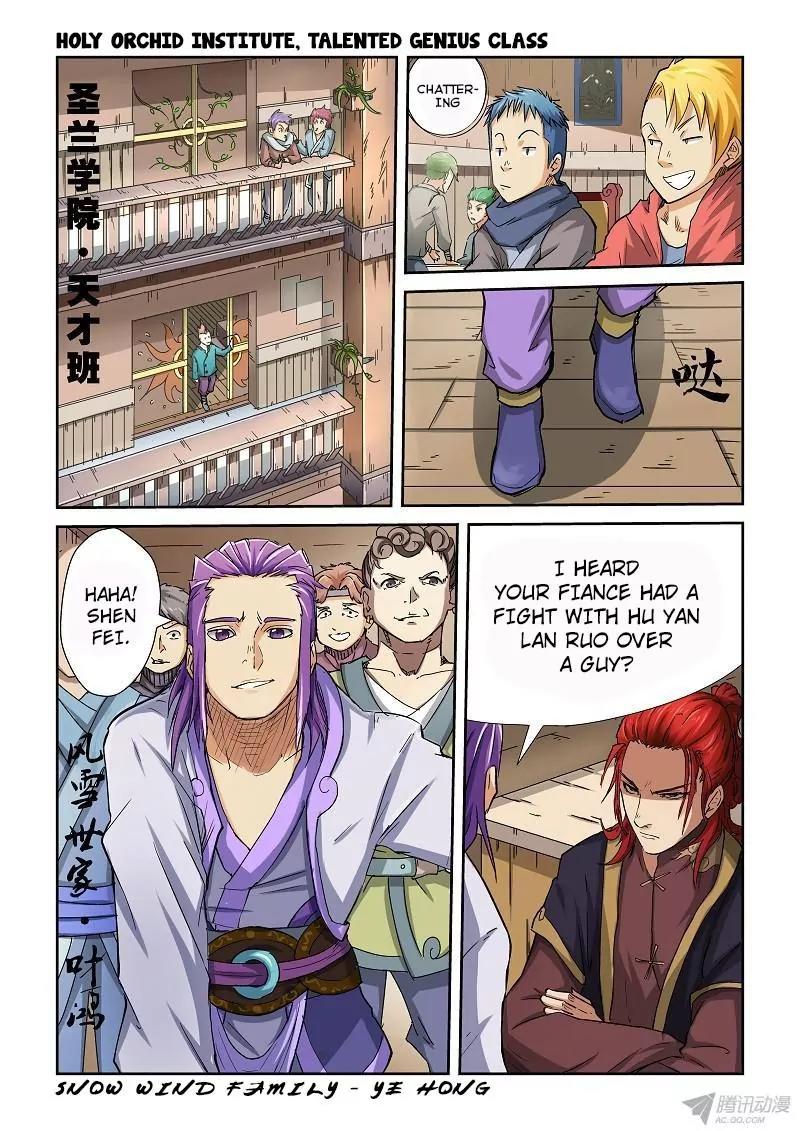 HOLY ORCHID INSTITUTE, TALENTED GENIUS CLASS
圣兰学院·天才班
CHATTER-
ING
哒
HAHA!
SHEN
FEI.
风雪世家·叶鸿
I HEARD
YOUR FIANCE HAD A
FIGHT WITH HU YAN
LAN RUO OVER
A GUY?
SNOW WIND FAMILY - YE HONG
腾讯动漫
AC.QQ.COM